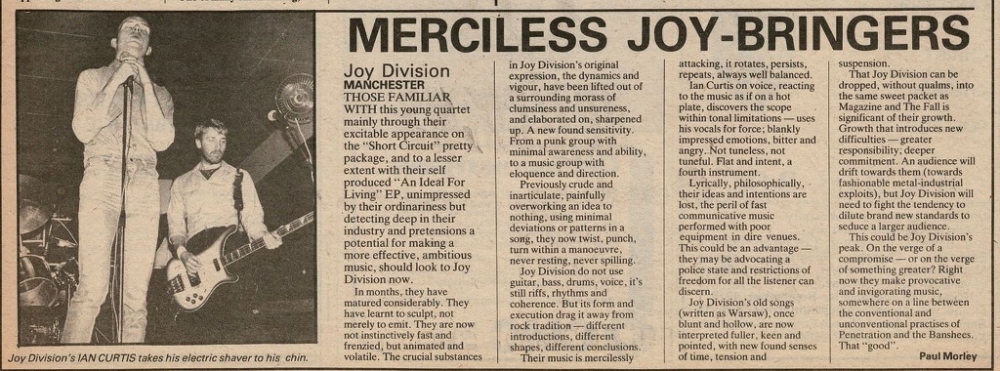 MERCILESS JOY-BRINGERS
Joy Division
MANCHESTER
THOSE FAMILIAR
WITH this young quartet
mainly through their
excitable appearance on
the "Short Circuit" pretty
package, and to a lesser
extent with their self
produced "An Ideal For
Living" EP, unimpressed
by their ordinariness but
detecting deep in their
industry and pretensions a
potential for making a
more effective, ambitious
music, should look to Joy
Division now.
In months, they have
matured considerably. They
have learnt to sculpt, not
merely to emit. They are now
not instinctively fast and
frenzied, but animated and
volatile. The crucial substances
in Joy Division's original
expression, the dynamics and
vigour, have been lifted out of
a surrounding morass of
clumsiness and unsureness,
and elaborated on, sharpened
up. A new found sensitivity.
From a punk group with
minimal awareness and ability,
to a music group with
eloquence and direction.
Previously crude and
inarticulate, painfully
overworking an idea to
nothing, using minimal
deviations or patterns in a
song, they now twist, punch,
turn within a manoeuvre,
never resting, never spilling.
Joy Division do not use
guitar, bass, drums, voice, it's
still riffs, rhythms and
coherence. But its form and
execution drag it away from
rock tradition — different
introductions, different
shapes, different conclusions.
Their music is mercilessly
attacking, it rotates, persists,
repeats, always well balanced.
Ian Curtis on voice, reacting
to the music as if on a hot
plate, discovers the scope
within tonal limitations — uses
his vocals for force; blankly
impressed emotions, bitter and
angry. Not tuneless, not
tuneful. Flat and intent, a
fourth instrument.
Lyrically, philosophically,
their ideas and intentions are
lost, the peril of fast
communicative music
performed with poor
equipment in dire venues.
This could be an advantage —
they may be advocating a
police state and restrictions of
freedom for all the listener can
discern.
Joy Division's old songs
(written as Warsaw), once
blunt and hollow, are now
interpreted fuller, keen and
pointed, with new found senses
of time, tension and
suspension.
That Joy Division can be
dropped, without qualms, into
the same sweet packet as
Magazine and The Fall is
significant of their growth.
Growth that introduces new
difficulties — greater
responsibility; deeper
commitment. An audience will
drift towards them (towards
fashionable metal-industrial
exploits), but Joy Division will
need to fight the tendency to
dilute brand new standards to
seduce a larger audience.
This could be Joy Division's
peak. On the verge of a
compromise — or on the verge
of something greater? Right
now they make provocative
and invigorating music,
somewhere on a line between
the conventional and
unconventional practises of
Penetration and the Banshees.
That "good".
Paul Morley
Joy Division's IAN CURTIS takes his electric shaver to his chin.